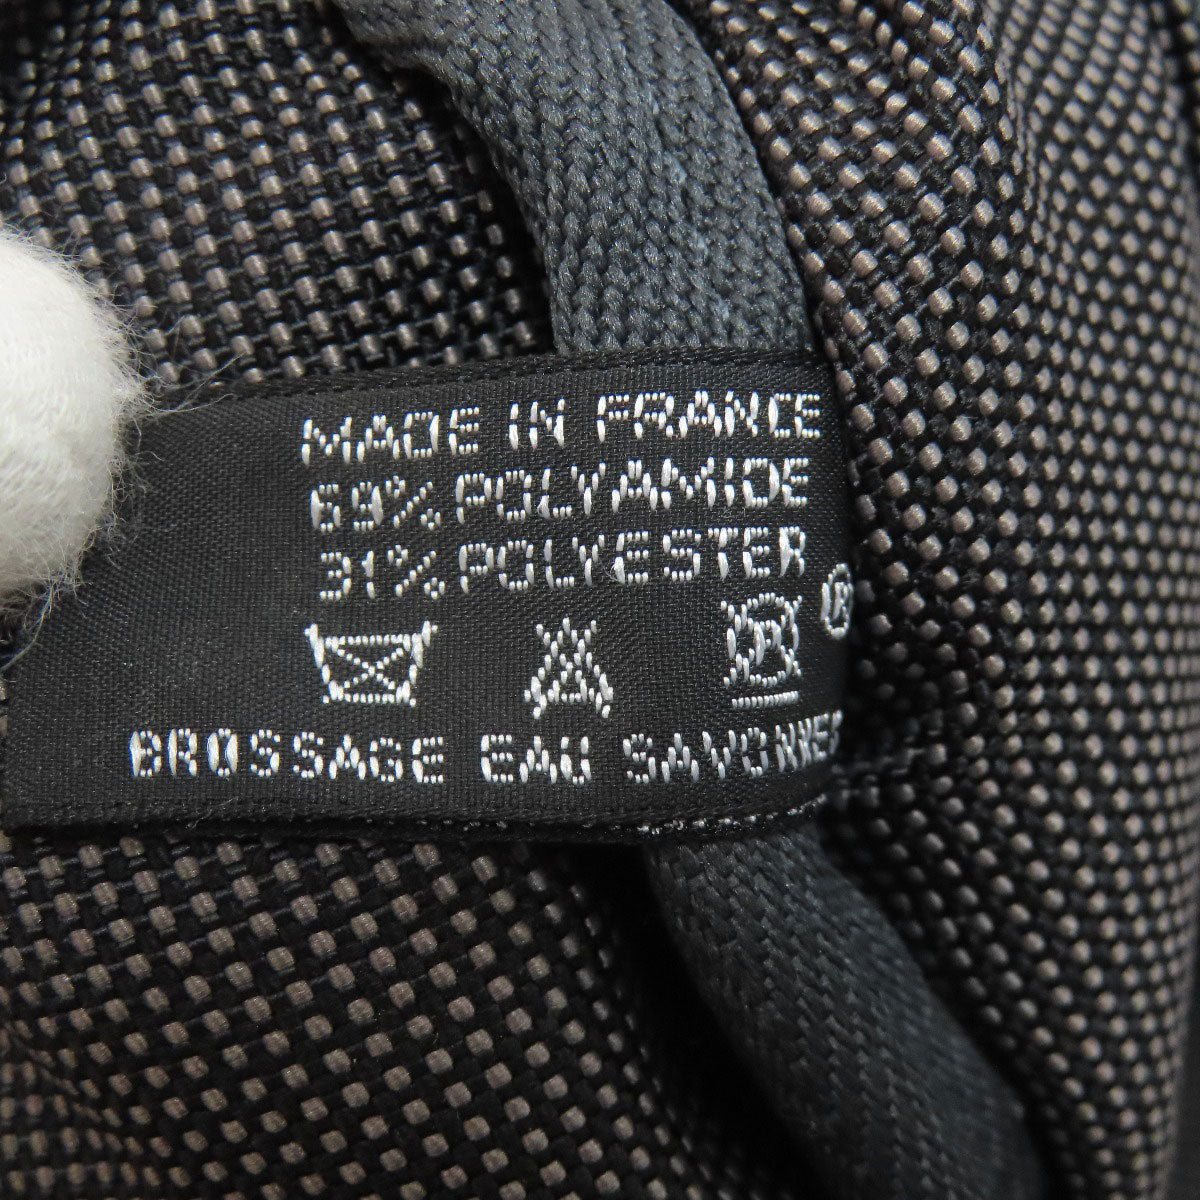 MADE IN FRANCE
69% POLYAMIDE
31% POLYESTER
P
®
BROSSAGE EAU SAVONNEE